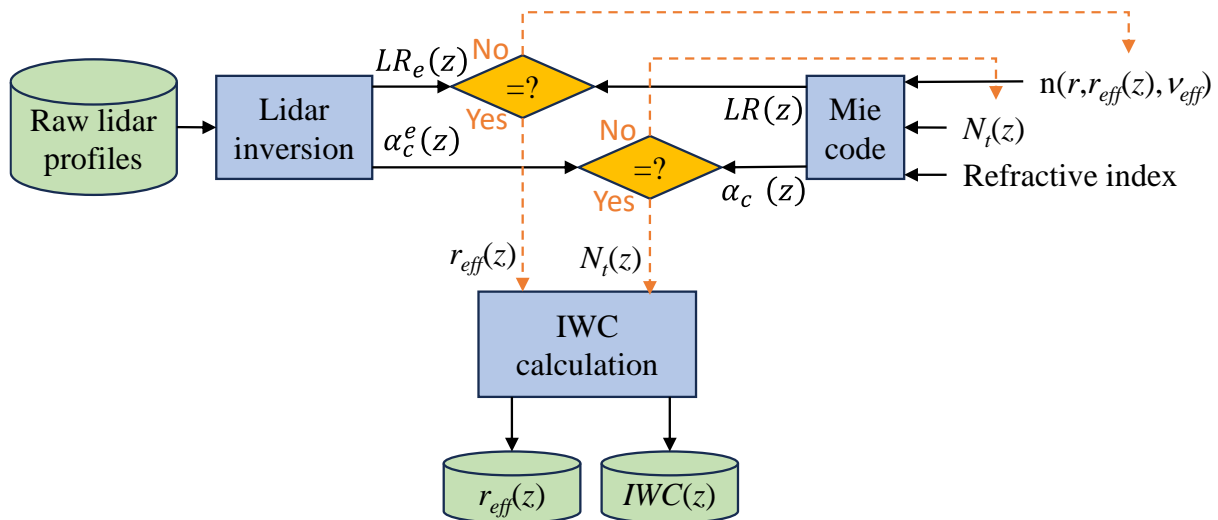 No
LR_e(z)
=?
n(r,r_eff(z),ν_eff)
Raw lidar
profiles
Lidar
inversion
Yes
LR(z)
Mie
code
No
N_t(z)
α_c^e(z)
=?
Yes
α_c (z)
Refractive index
r_eff(z)
N_t(z)
IWC
calculation
r_eff(z)
IWC(z)